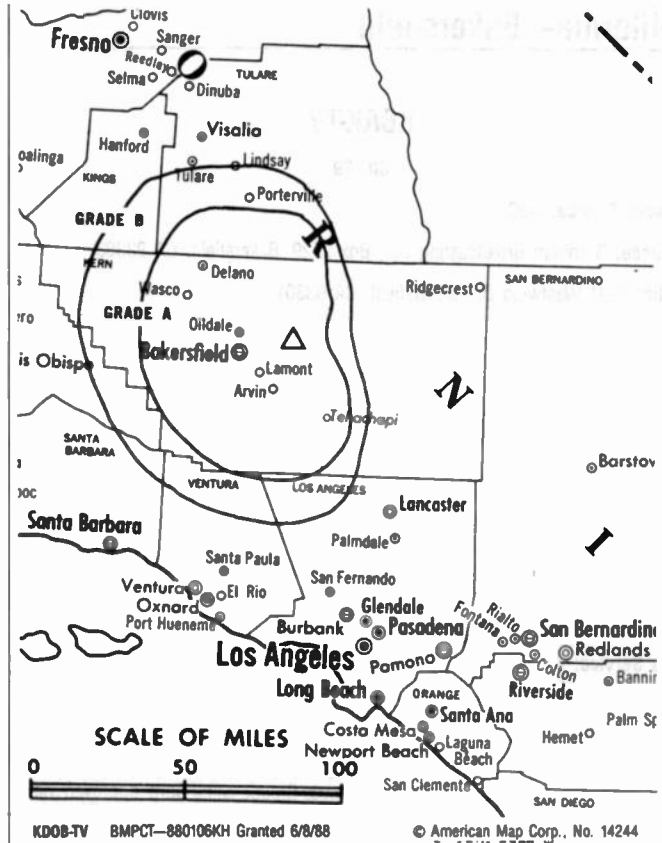 Clovis
Fresno
Sanger
Reedley
Selma
Dinuba
TULARE
Hanford
Visalia
oalinga
Tulare
Lindsay
KINGS
Porterville
GRADE B
R
KERN
Delano
SAN BERNARDINO
Wasco
Ridgecrest
GRADE A
Oildale
Bakersfield
is Obispo
Lamont
Arvin
N
Tehachapi
SANTA BARBARA
VENTURA
LOS ANGELES
Barstow
Lancaster
Santa Barbara
Palmdale
I
Santa Paula
San Fernando
Ventura
El Rio
Oxnard
Port Hueneme
Glendale
Burbank
Pasadena
Fontana
Rialto
San Bernardino
Los Angeles
Pomona
Colton
Redlands
Riverside
Bannin
Long Beach
ORANGE
Santa Ana
Palm Sp
SCALE OF MILES
Costa Mesa
Newport Beach
Laguna Beach
Hemet
0 50 100
San Clemente
SAN DIEGO
KDOB-TV BMPCT—880106KH Granted 6/8/88
© American Map Corp., No. 14244